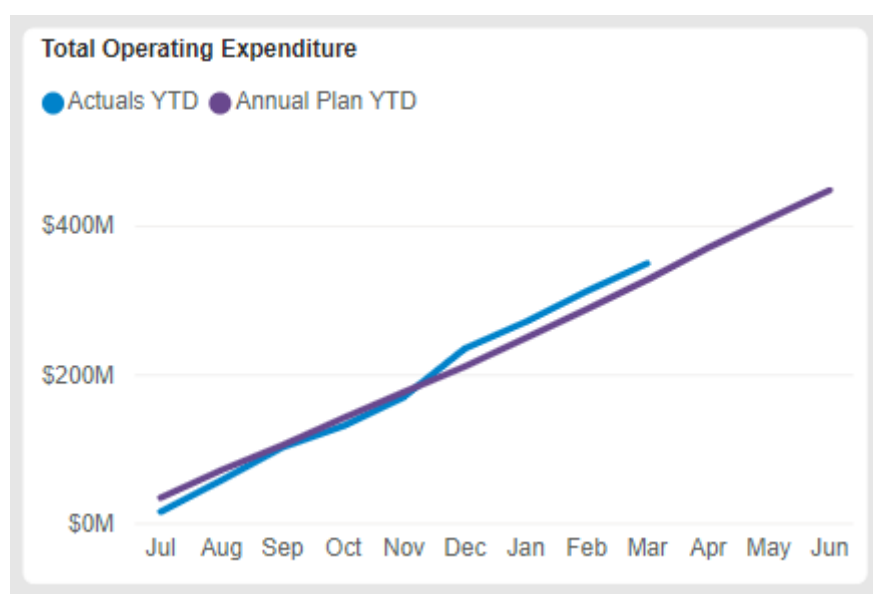 Total Operating Expenditure
Actuals YTD Annual Plan YTD
$400M
$200M
$0M
Jul Aug Sep Oct Nov Dec Jan Feb Mar Apr May Jun